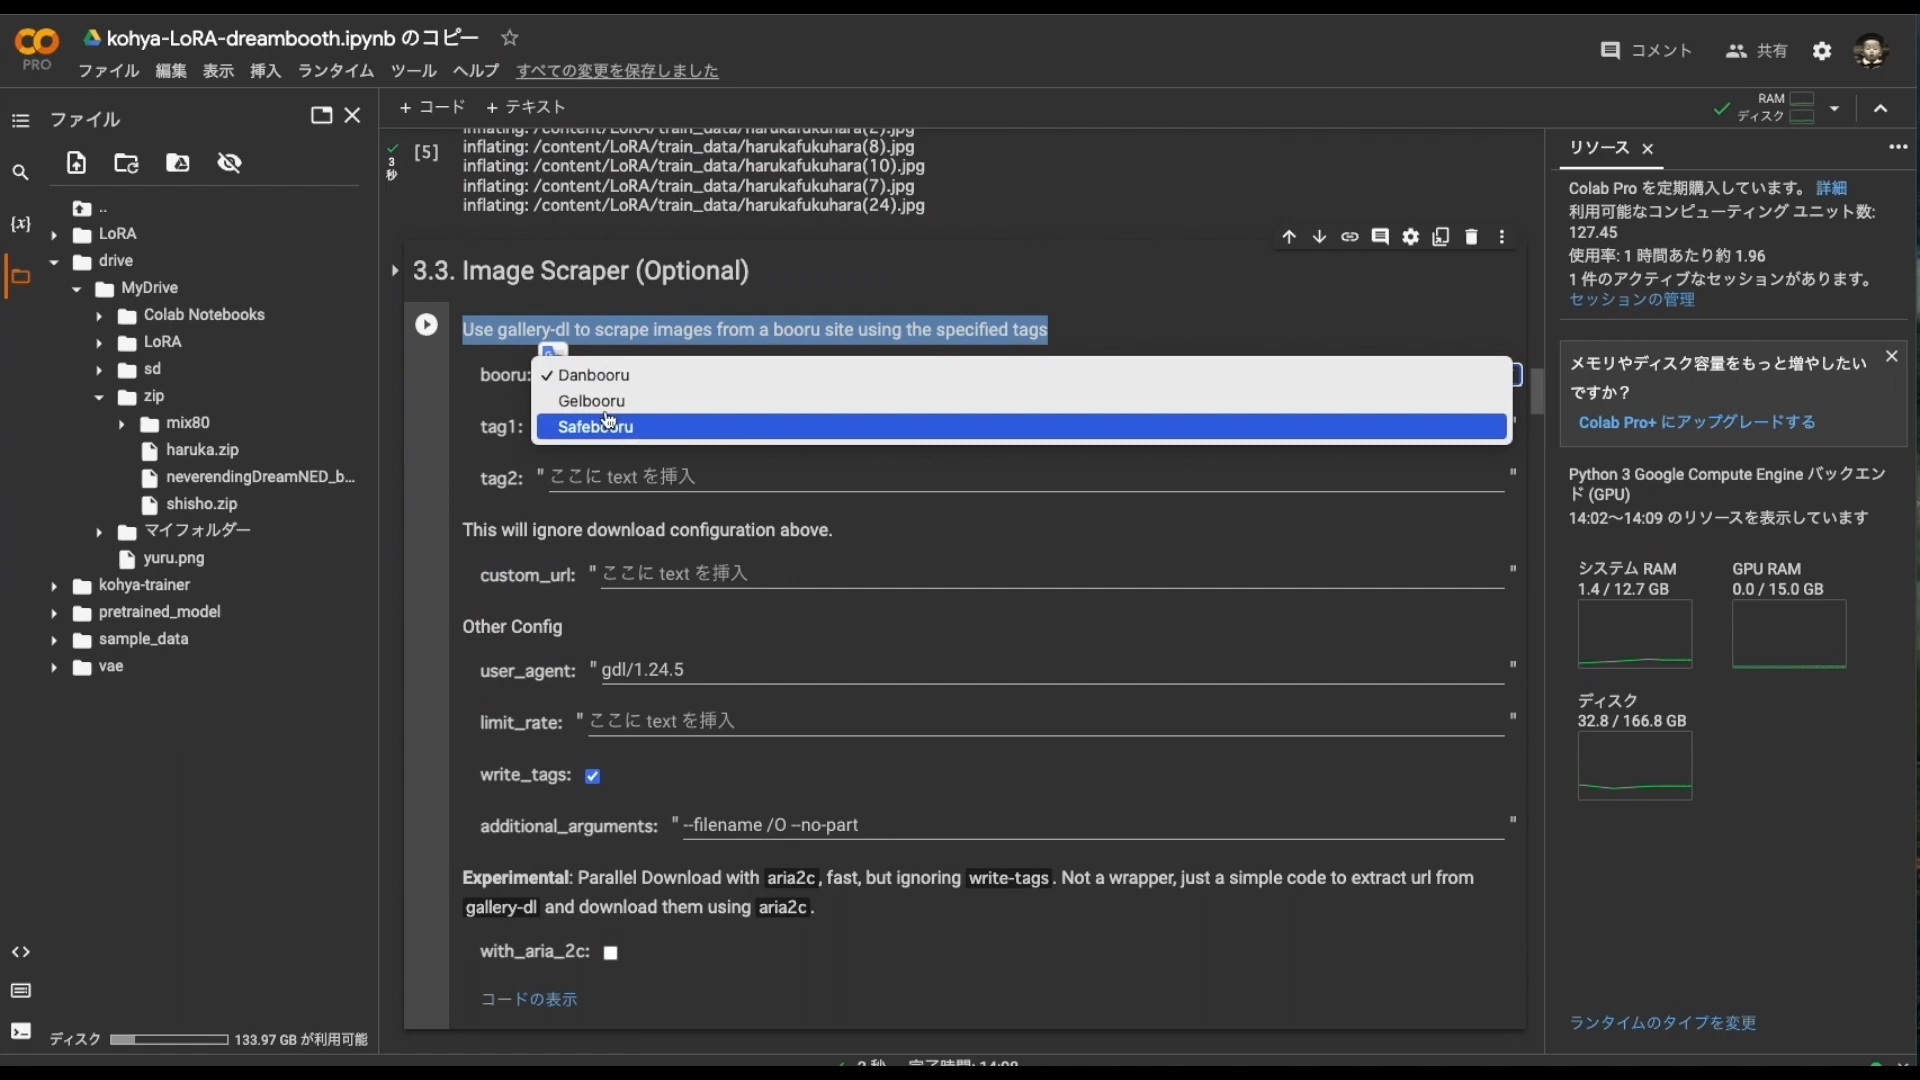 kohya-LoRA-dreambooth.ipynb のコピー
PRO
ファイル 編集 表示 挿入 ランタイム ツール ヘルプ すべての変更を保存しました
コメント 共有
ファイル
+ コード + テキスト
RAM
ディスク
..
LoRA
drive
MyDrive
Colab Notebooks
LoRA
sd
zip
mix80
haruka.zip
neverendingDreamNED_b...
shisho.zip
マイフォルダー
yuru.png
kohya-trainer
pretrained_model
sample_data
vae
{x}
ディスク 133.97 GB が利用可能
3
秒
[5]
inflating: /content/LoRA/train_data/harukafukuhara(2).jpg
inflating: /content/LoRA/train_data/harukafukuhara(8).jpg
inflating: /content/LoRA/train_data/harukafukuhara(10).jpg
inflating: /content/LoRA/train_data/harukafukuhara(7).jpg
inflating: /content/LoRA/train_data/harukafukuhara(24).jpg
3.3. Image Scraper (Optional)
Use gallery-dl to scrape images from a booru site using the specified tags
booru: ✓ Danbooru
Gelbooru
tag1: Safebooru "
tag2: " ここに text を挿入 "
This will ignore download configuration above.
custom_url: " ここに text を挿入 "
Other Config
user_agent: " gdl/1.24.5 "
limit_rate: " ここに text を挿入 "
write_tags:
additional_arguments: " --filename /O --no-part "
Experimental: Parallel Download with aria2c, fast, but ignoring write-tags. Not a wrapper, just a simple code to extract url from
gallery-dl and download them using aria2c.
with_aria_2c:
コードの表示
リソース ×
Colab Pro を定期購入しています。 詳細
利用可能なコンピューティング ユニット数:
127.45
使用率: 1 時間あたり約 1.96
1 件のアクティブなセッションがあります。
セッションの管理
メモリやディスク容量をもっと増やしたい
ですか？
Colab Pro+ にアップグレードする
Python 3 Google Compute Engine バックエン
ド (GPU)
14:02～14:09 のリソースを表示しています
システム RAM
1.4 / 12.7 GB
GPU RAM
0.0 / 15.0 GB
ディスク
32.8 / 166.8 GB
ランタイムのタイプを変更